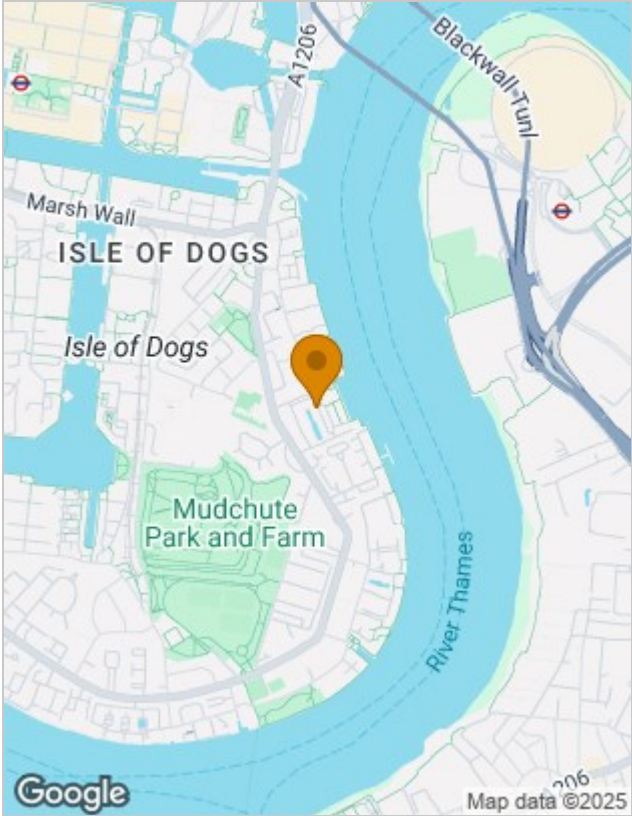 A1206
Blackwall Tunl
Marsh Wall
ISLE OF DOGS
Isle of Dogs
Mudchute
Park and Farm
River Thames
206
Google
Map data ©2025